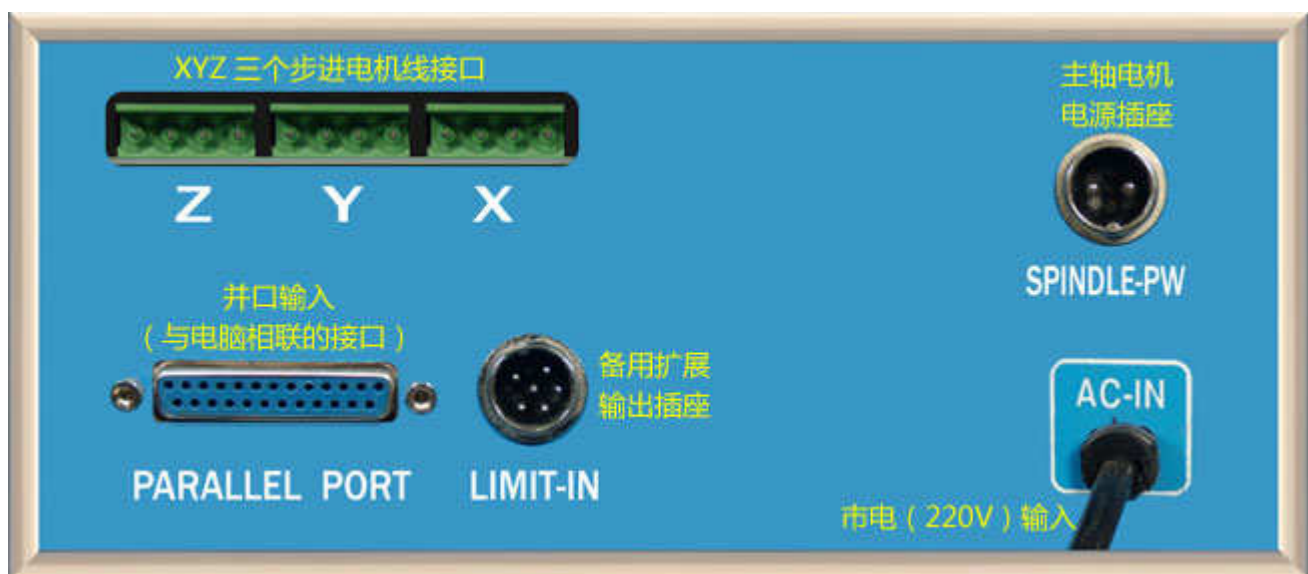 XYZ 三个步进电机线接口
Z Y X
主轴电机
电源插座
SPINDLE-PW
并口输入
（与电脑相联的接口）
PARALLEL PORT
备用扩展
输出插座
LIMIT-IN
AC-IN
市电（220V）输入